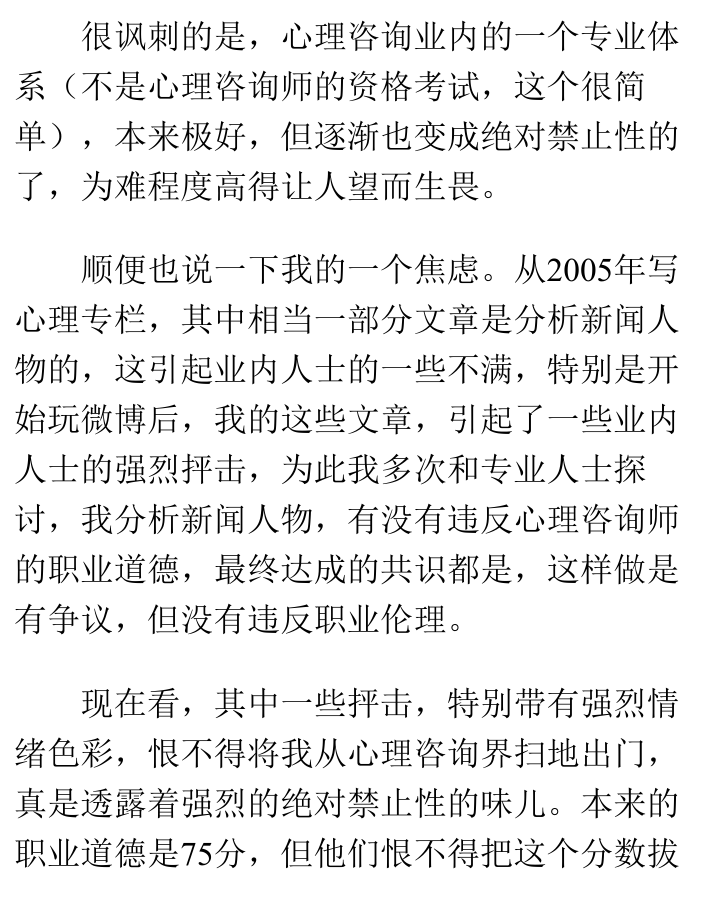 很讽刺的是，心理咨询业内的一个专业体
系（不是心理咨询师的资格考试，这个很简
单），本来极好，但逐渐也变成绝对禁止性的
了，为难程度高得让人望而生畏。
顺便也说一下我的一个焦虑。从2005年写
心理专栏，其中相当一部分文章是分析新闻人
物的，这引起业内人士的一些不满，特别是开
始玩微博后，我的这些文章，引起了一些业内
人士的强烈抨击，为此我多次和专业人士探
讨，我分析新闻人物，有没有违反心理咨询师
的职业道德，最终达成的共识都是，这样做是
有争议，但没有违反职业伦理。
现在看，其中一些抨击，特别带有强烈情
绪色彩，恨不得将我从心理咨询界扫地出门，
真是透露着强烈的绝对禁止性的味儿。本来的
职业道德是75分，但他们恨不得把这个分数拔